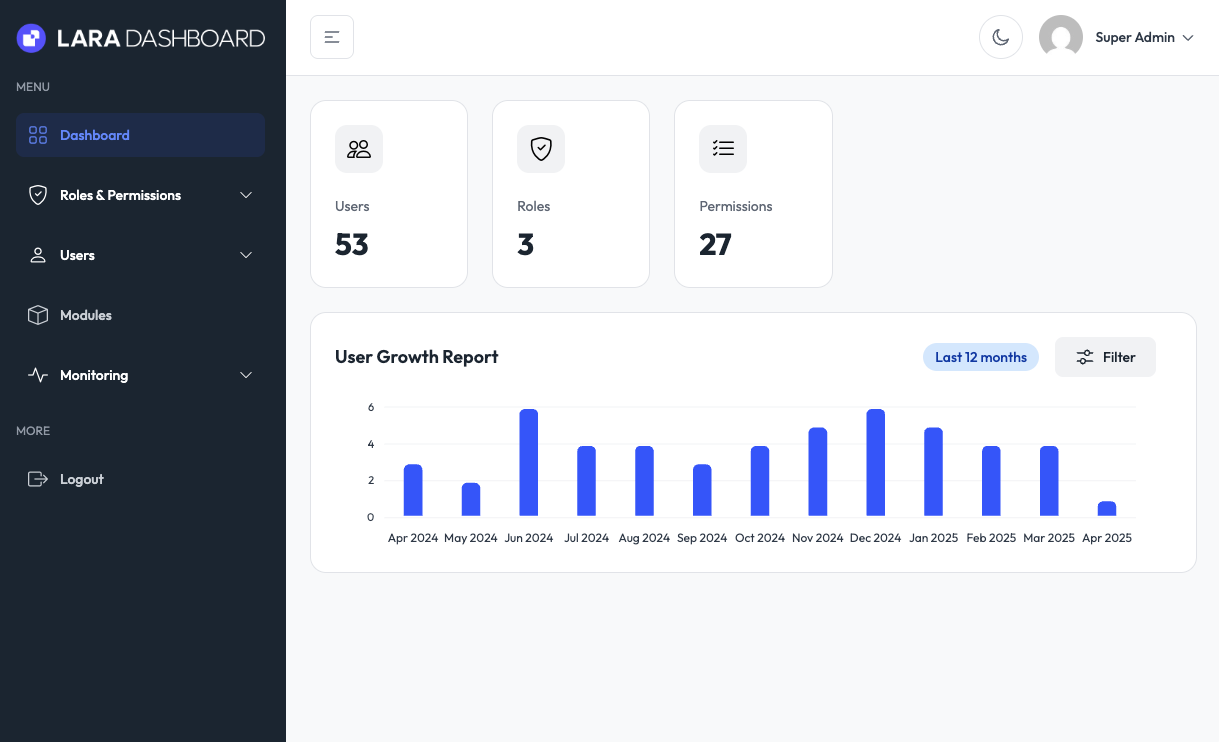 LARA DASHBOARD
MENU
Dashboard
Roles & Permissions
Users
Modules
Monitoring
MORE
Logout
Super Admin
Users
53
Roles
3
Permissions
27
User Growth Report
Last 12 months
Filter
6
4
2
0
Apr 2024 May 2024 Jun 2024 Jul 2024 Aug 2024 Sep 2024 Oct 2024 Nov 2024 Dec 2024 Jan 2025 Feb 2025 Mar 2025 Apr 2025